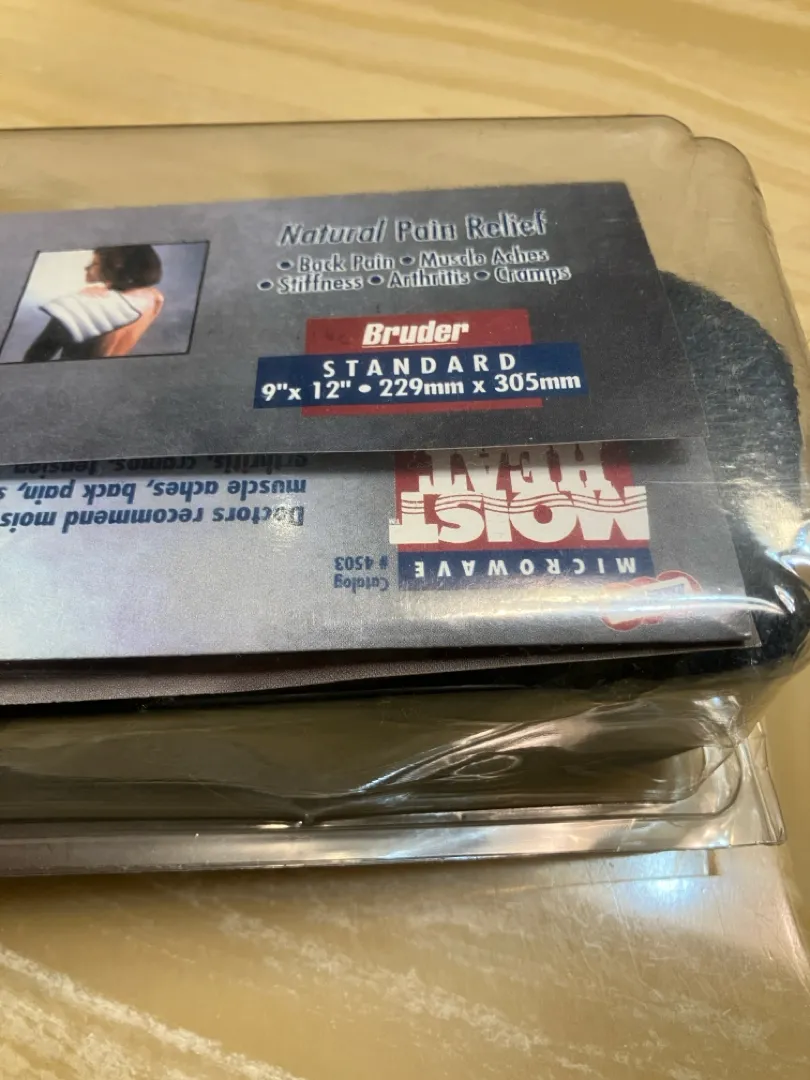 Natural Pain Relief
• Back Pain • Muscle Aches
• Stiffness • Arthritis • Cramps
Bruder
STANDARD
9"x 12" • 229mm x 305mm
MICROWAVE
MOIST
HEAT
Catalog
# 4503
Doctors recommend mois
muscle aches, back pain, s
arthritis, cramps, tension